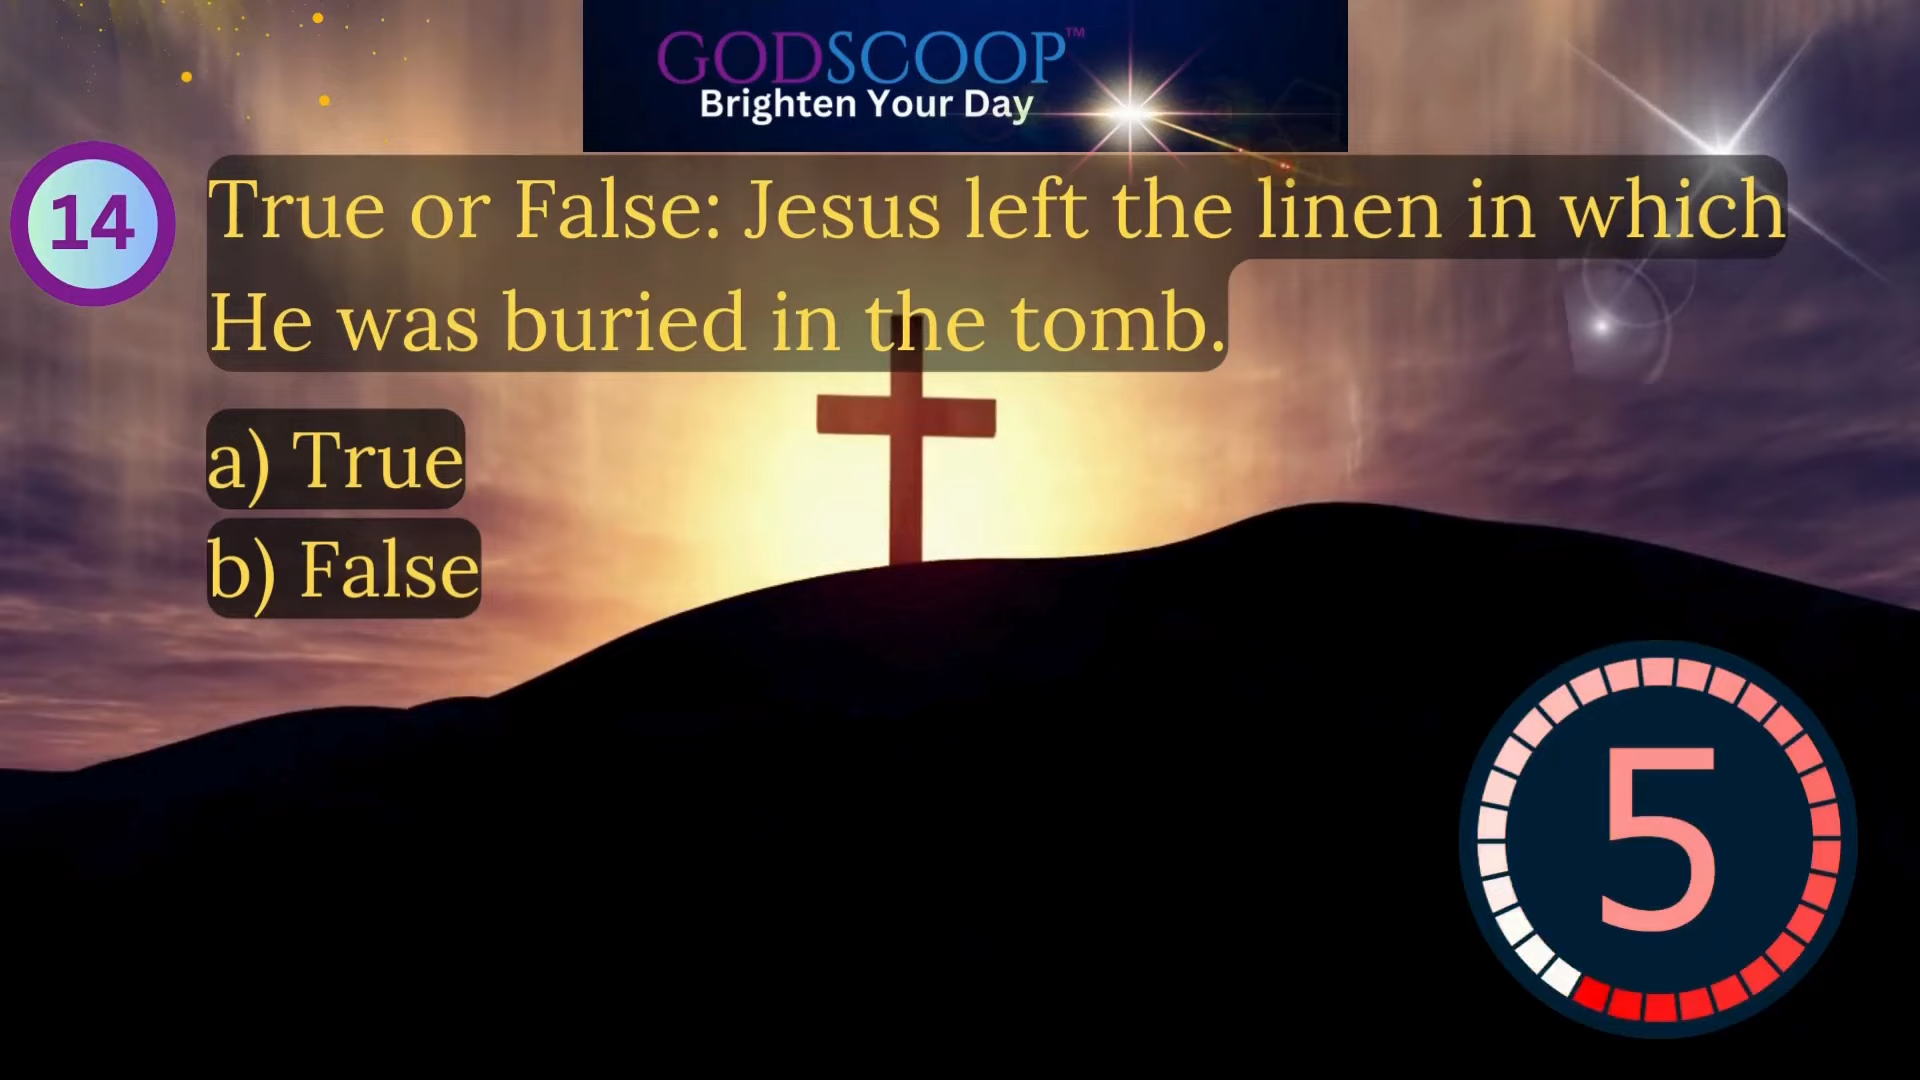 GODSCOOP™
Brighten Your Day
14
True or False: Jesus left the linen in which
He was buried in the tomb.
a) True
b) False
5